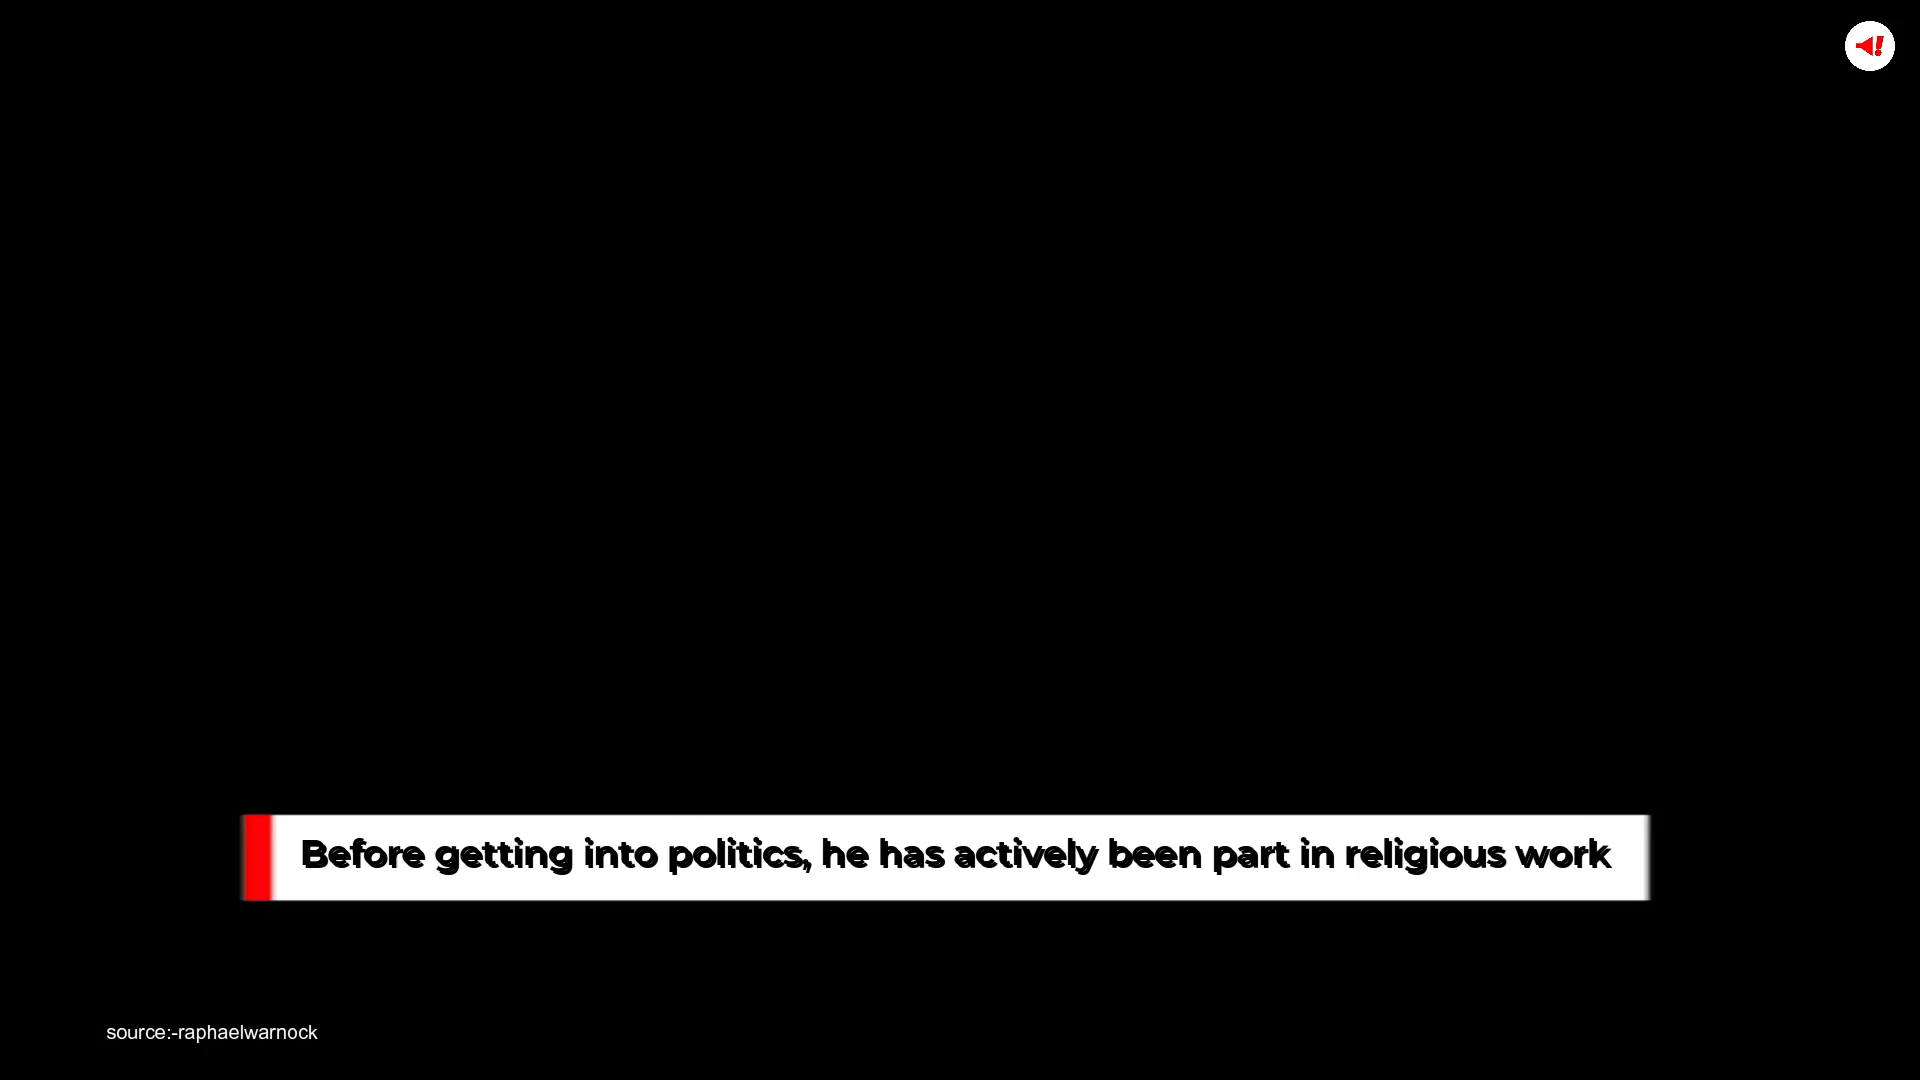 Before getting into politics, he has actively been part in religious work
source:-raphaelwarnock